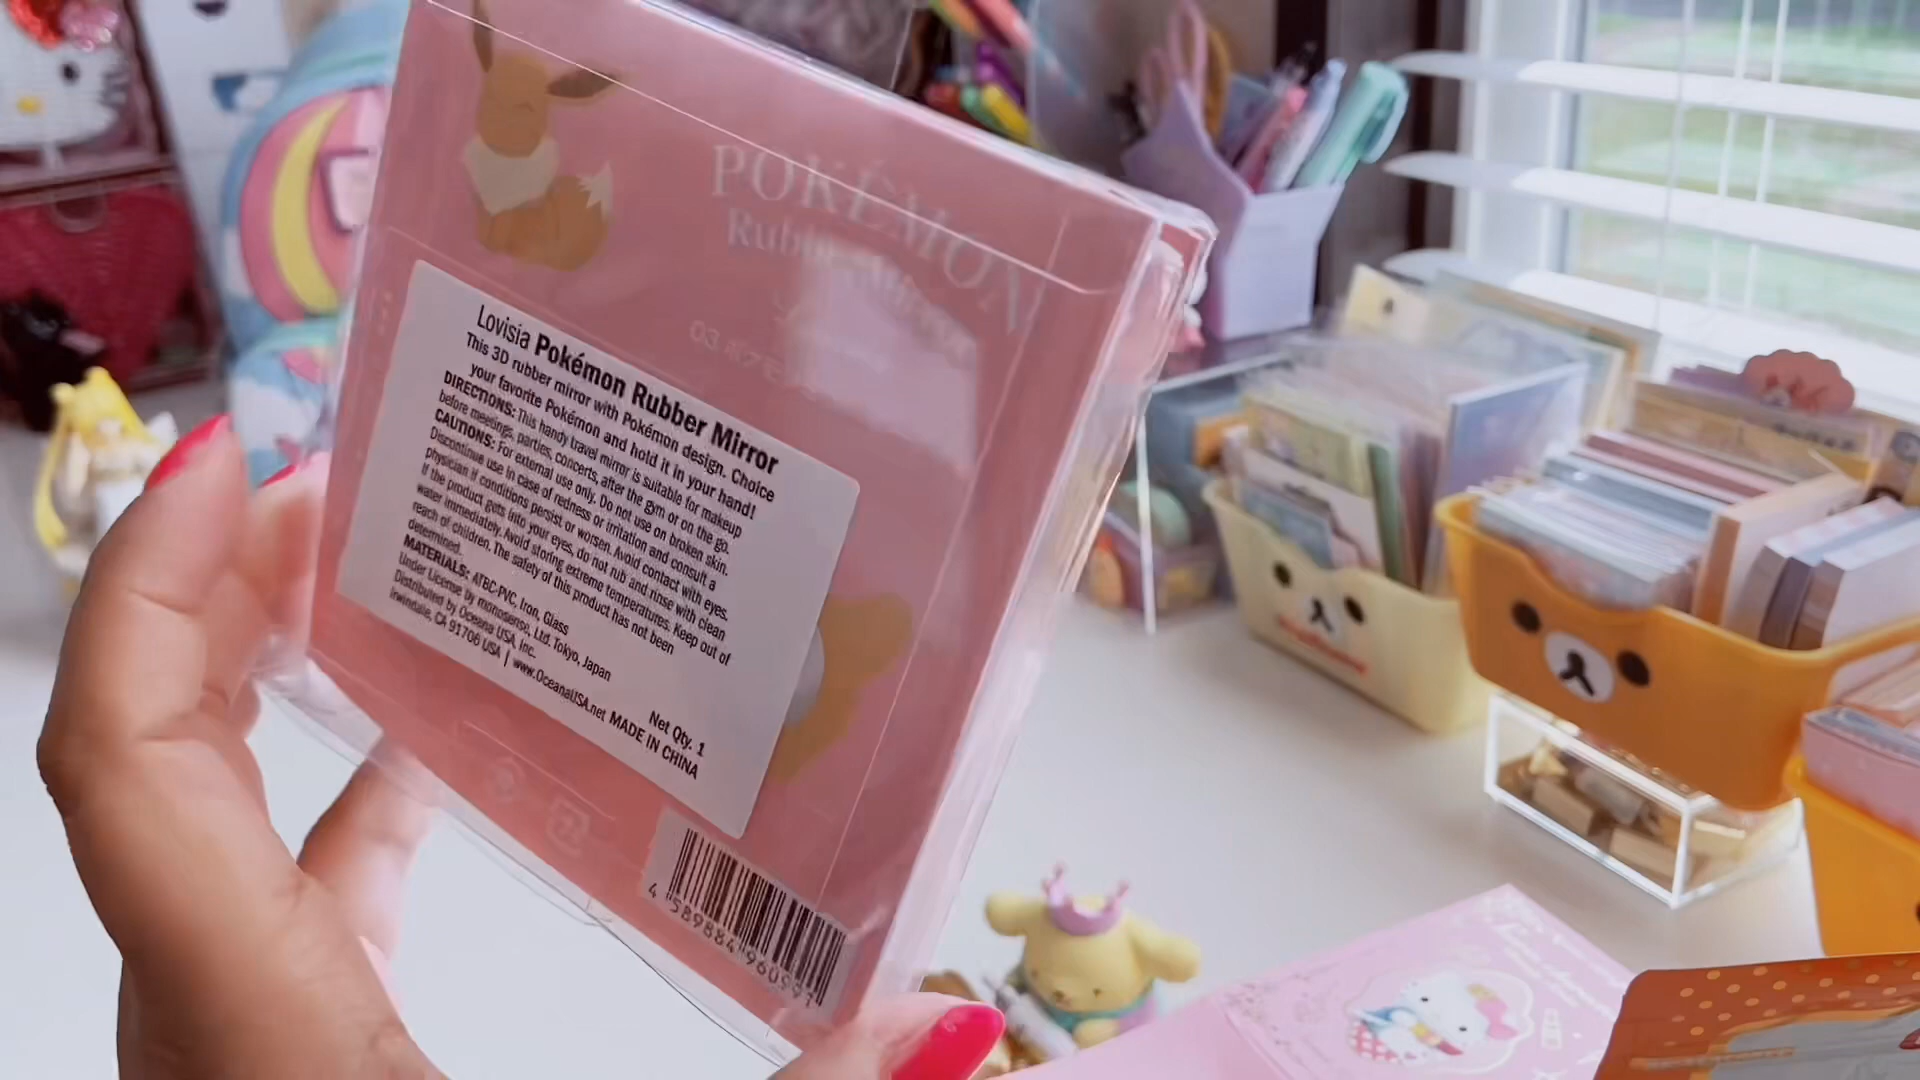 POKÉMON
Rubber Mirror
03
Lovisia Pokémon Rubber Mirror
This 3D rubber mirror with Pokémon design. Choice
your favorite Pokémon and hold it in your hand!
DIRECTIONS: This handy travel mirror is suitable for makeup
before meetings, parties, concerts, after the gym or on the go.
CAUTIONS: For external use only. Do not use on broken skin.
Discontinue use in case of redness or irritation and consult a
physician if conditions persist or worsen. Avoid contact with eyes.
If the product gets into your eyes, do not rub and rinse with clean
water immediately. Avoid storing extreme temperatures. Keep out of
reach of children. The safety of this product has not been
determined.
MATERIALS: ATBC-PVC, Iron, Glass
Under License by monosense, Ltd. Tokyo, Japan
Distributed by Oceana USA, Inc.
Irwindale, CA 91706 USA | www.OceanaUSA.net MADE IN CHINA
Net Qty. 1
4 589884 960991